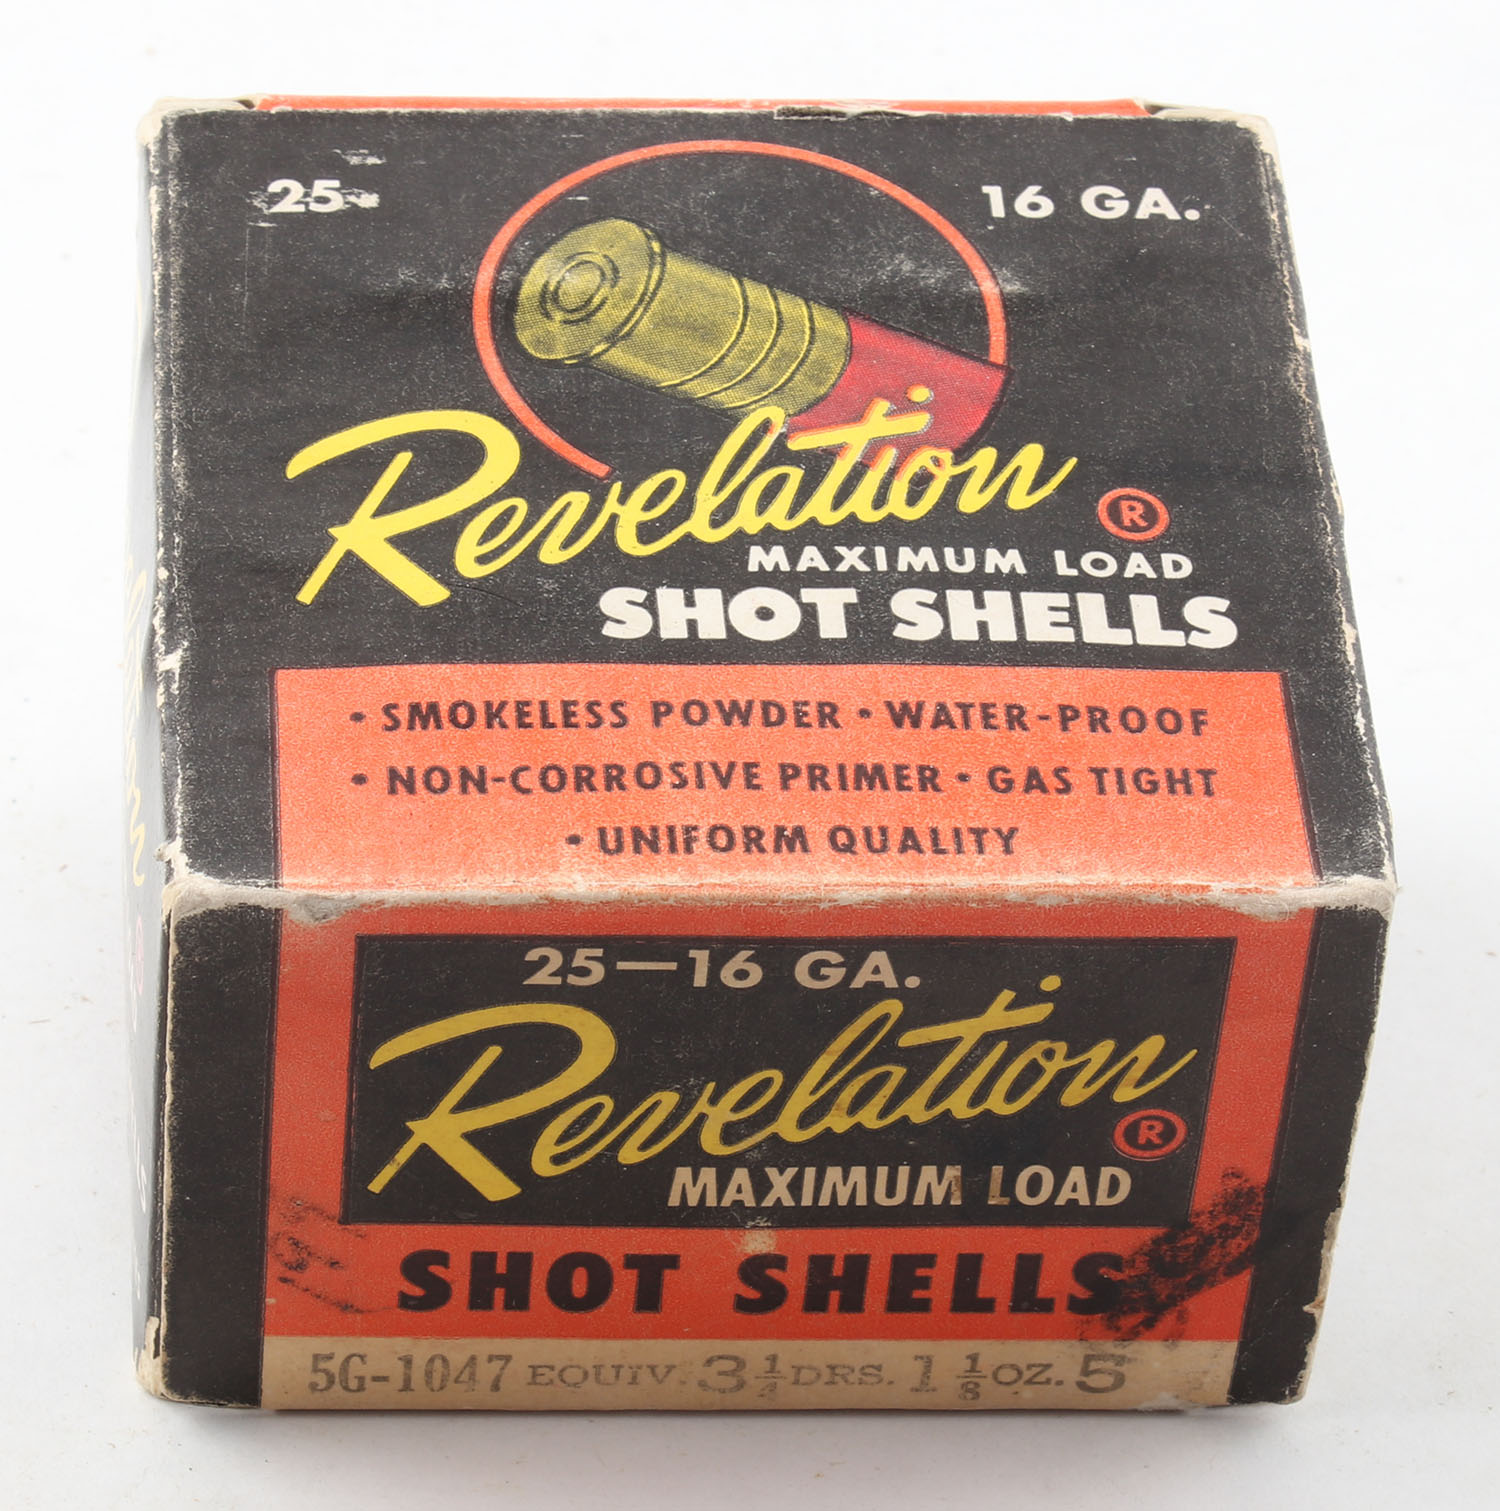 25 16 GA.
Revelation ®
MAXIMUM LOAD
SHOT SHELLS
• SMOKELESS POWDER • WATER-PROOF
• NON-CORROSIVE PRIMER • GAS TIGHT
• UNIFORM QUALITY
25—16 GA.
Revelation ®
MAXIMUM LOAD
SHOT SHELLS
5G-1047 EQUIV. 3 1/4 DRS. 1 1/8 OZ. 5